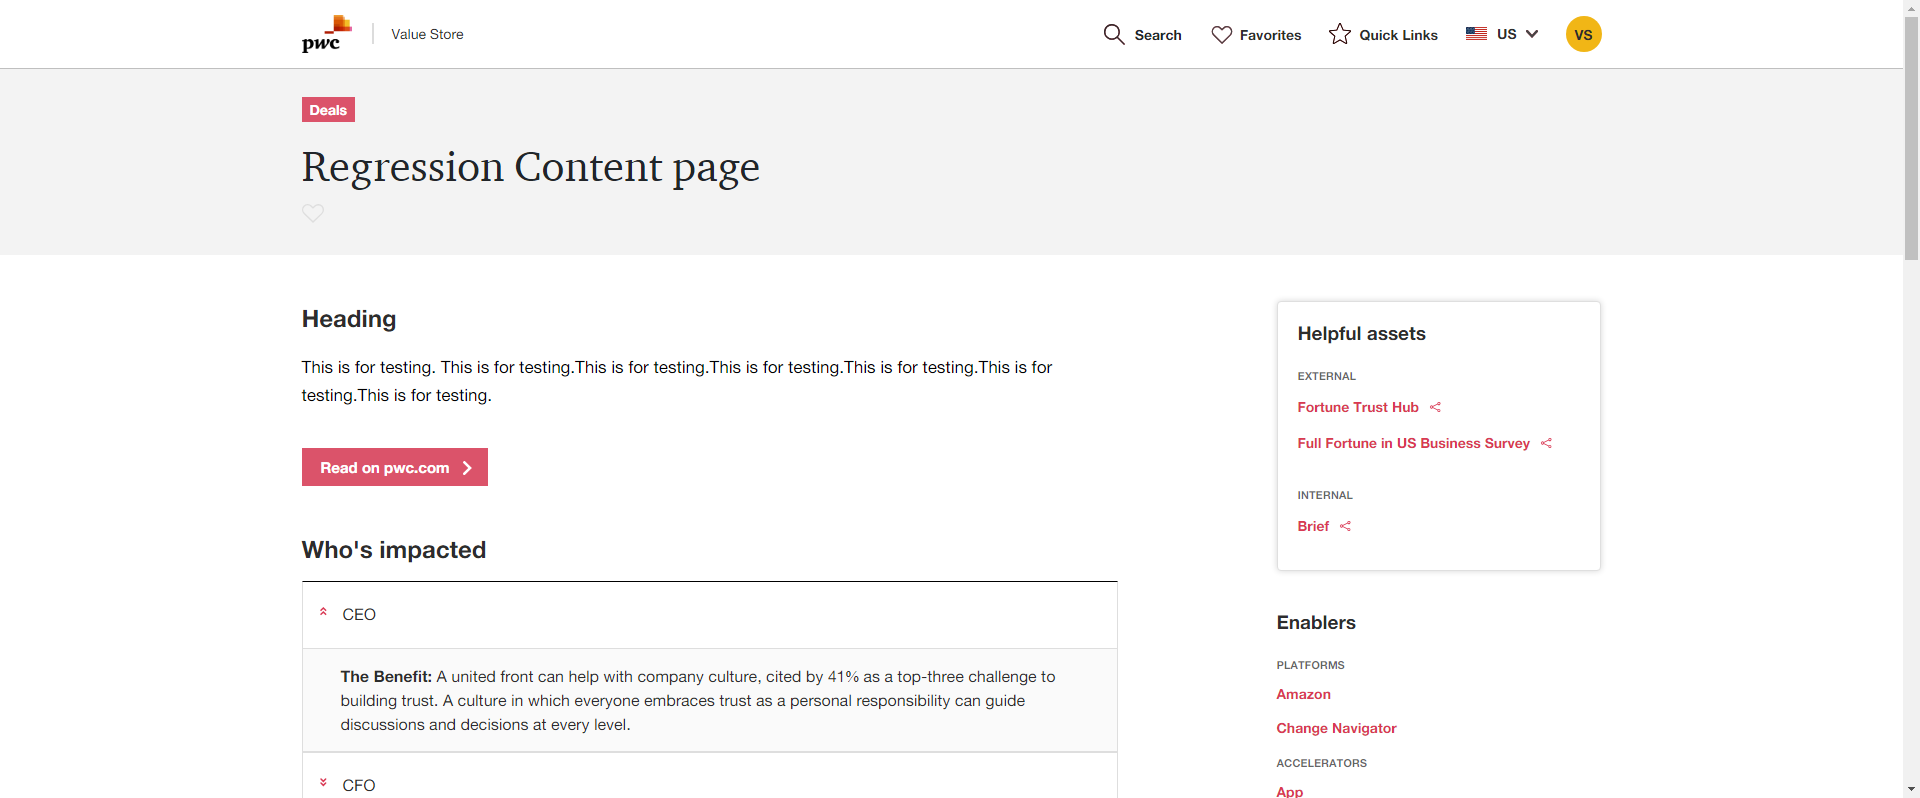 pwc
Value Store
Search
Favorites
Quick Links
US
VS
Deals
Regression Content page
Heading
This is for testing. This is for testing.This is for testing.This is for testing.This is for testing.This is for
testing.This is for testing.
Read on pwc.com
Who's impacted
CEO
The Benefit: A united front can help with company culture, cited by 41% as a top-three challenge to
building trust. A culture in which everyone embraces trust as a personal responsibility can guide
discussions and decisions at every level.
CFO
Helpful assets
EXTERNAL
Fortune Trust Hub
Full Fortune in US Business Survey
INTERNAL
Brief
Enablers
PLATFORMS
Amazon
Change Navigator
ACCELERATORS
App